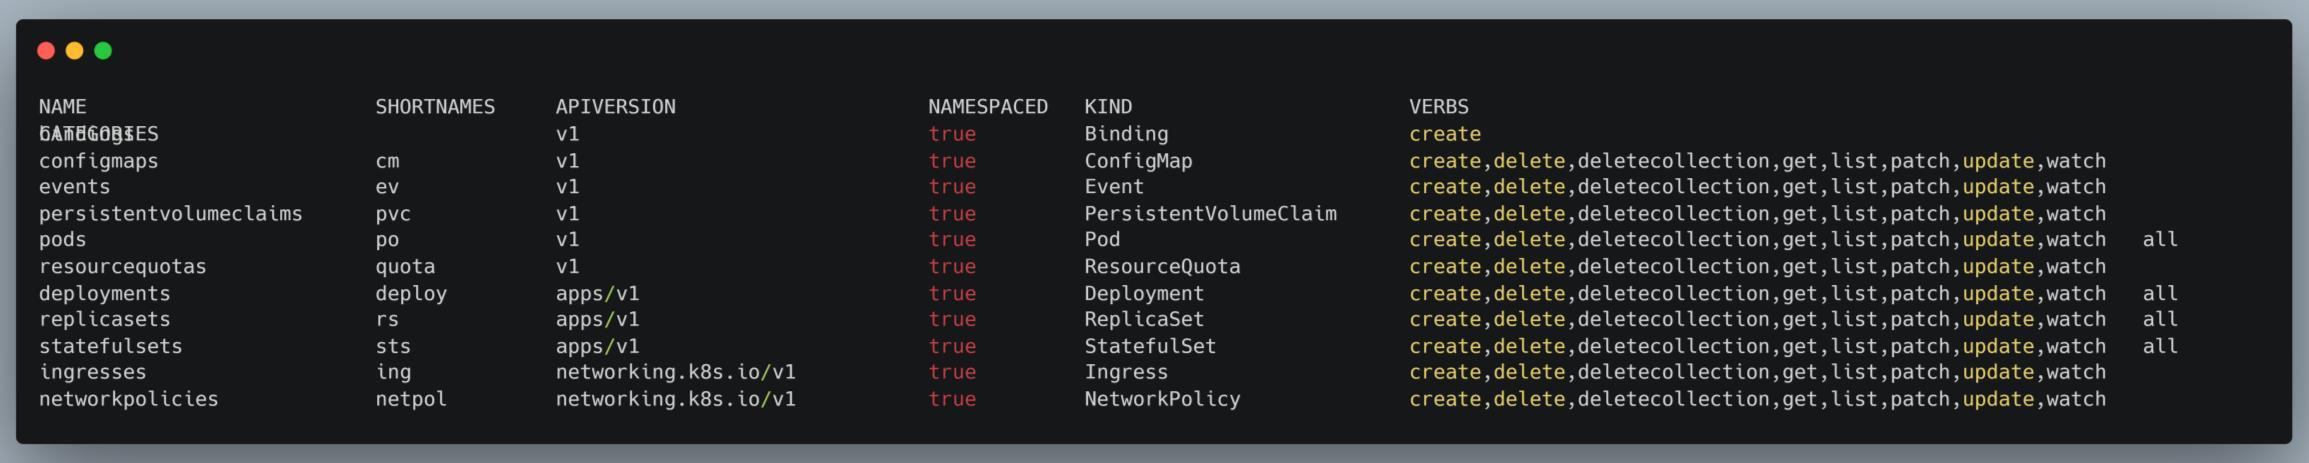 NAME SHORTNAMES APIVERSION NAMESPACED KIND VERBS
CATEGORIES
bindings v1 true Binding create
configmaps cm v1 true ConfigMap create,delete,deletecollection,get,list,patch,update,watch
events ev v1 true Event create,delete,deletecollection,get,list,patch,update,watch
persistentvolumeclaims pvc v1 true PersistentVolumeClaim create,delete,deletecollection,get,list,patch,update,watch
pods po v1 true Pod create,delete,deletecollection,get,list,patch,update,watch all
resourcequotas quota v1 true ResourceQuota create,delete,deletecollection,get,list,patch,update,watch
deployments deploy apps/v1 true Deployment create,delete,deletecollection,get,list,patch,update,watch all
replicasets rs apps/v1 true ReplicaSet create,delete,deletecollection,get,list,patch,update,watch all
statefulsets sts apps/v1 true StatefulSet create,delete,deletecollection,get,list,patch,update,watch all
ingresses ing networking.k8s.io/v1 true Ingress create,delete,deletecollection,get,list,patch,update,watch
networkpolicies netpol networking.k8s.io/v1 true NetworkPolicy create,delete,deletecollection,get,list,patch,update,watch